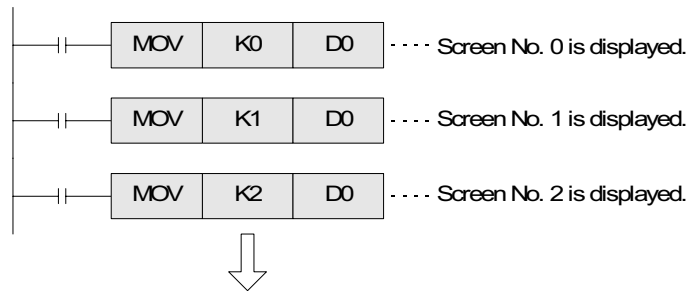 MOV K0 D0 ---- Screen No. 0 is displayed.
MOV K1 D0 ---- Screen No. 1 is displayed.
MOV K2 D0 ---- Screen No. 2 is displayed.